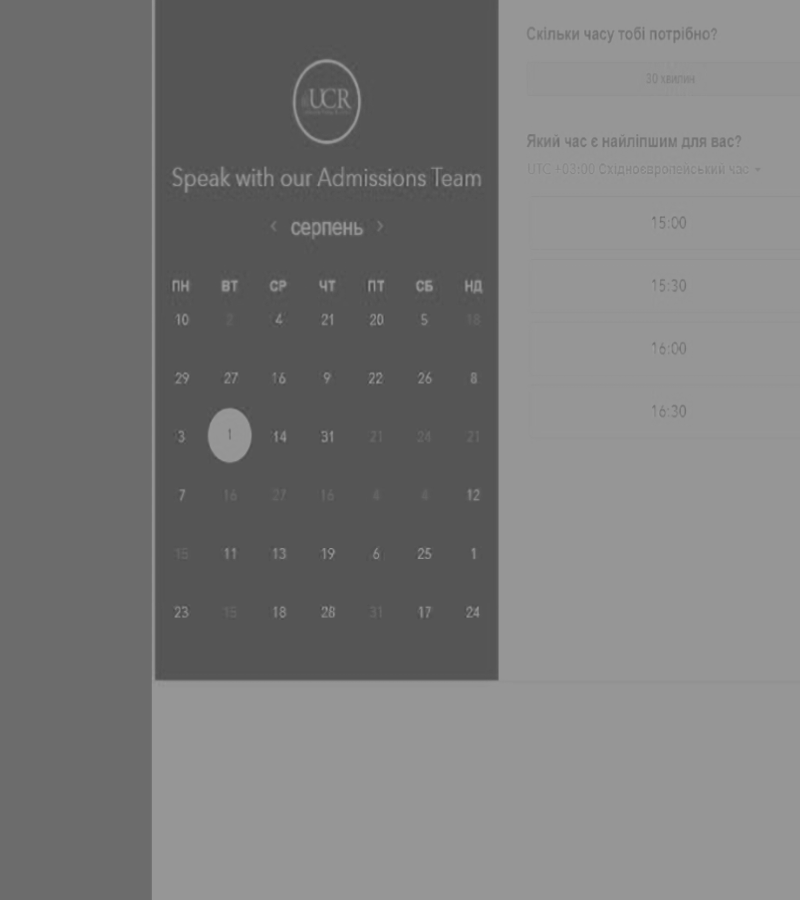 UCR
Speak with our Admissions Team
‹ серпень ›
ПН ВТ СР ЧТ ПТ СБ НД
10 2 4 21 20 5 18
29 27 16 9 22 26 8
3 1 14 31 21 24 21
7 16 27 16 4 4 12
15 11 13 19 6 25 1
23 15 18 28 31 17 24
Скільки часу тобі потрібно?
30 хвилин
Який час є найліпшим для вас?
UTC +03:00 Східноєвропейський час
15:00
15:30
16:00
16:30